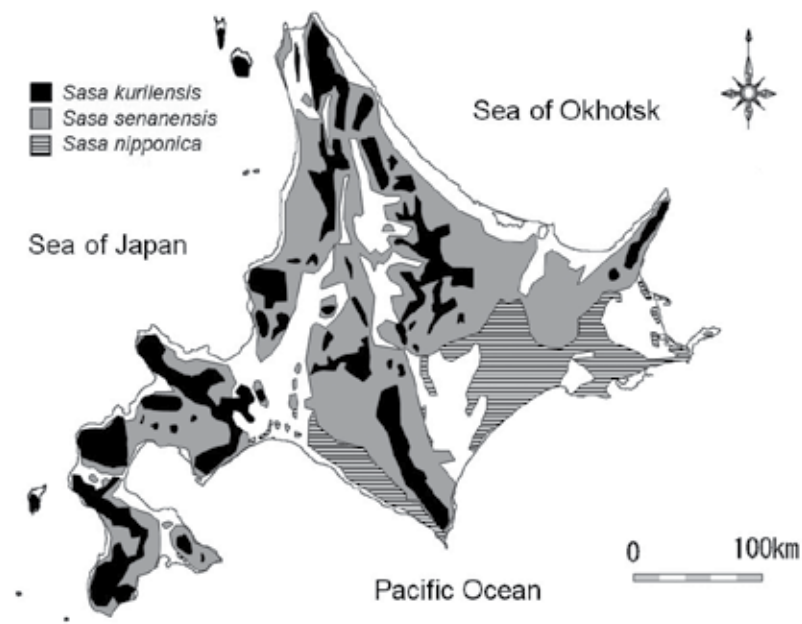 Sasa kurilensis
Sasa senanensis
Sasa nipponica
Sea of Okhotsk
Sea of Japan
Pacific Ocean
0 100km